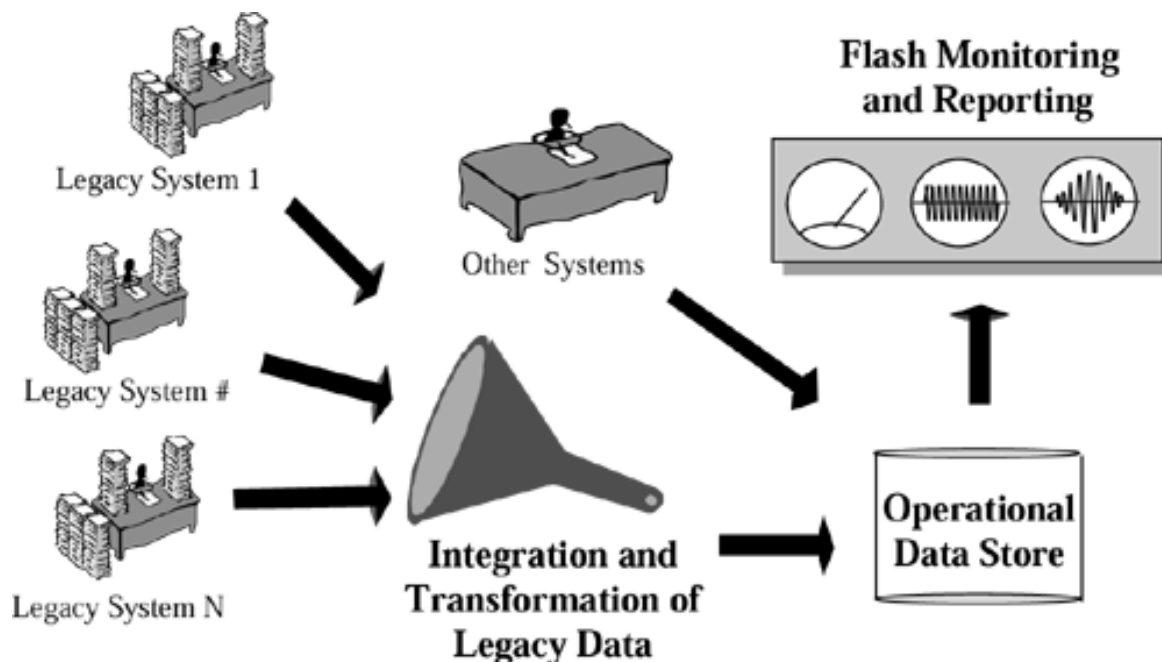 Legacy System 1
Other Systems
Flash Monitoring
and Reporting
Legacy System #
Legacy System N
Integration and
Transformation of
Legacy Data
Operational
Data Store